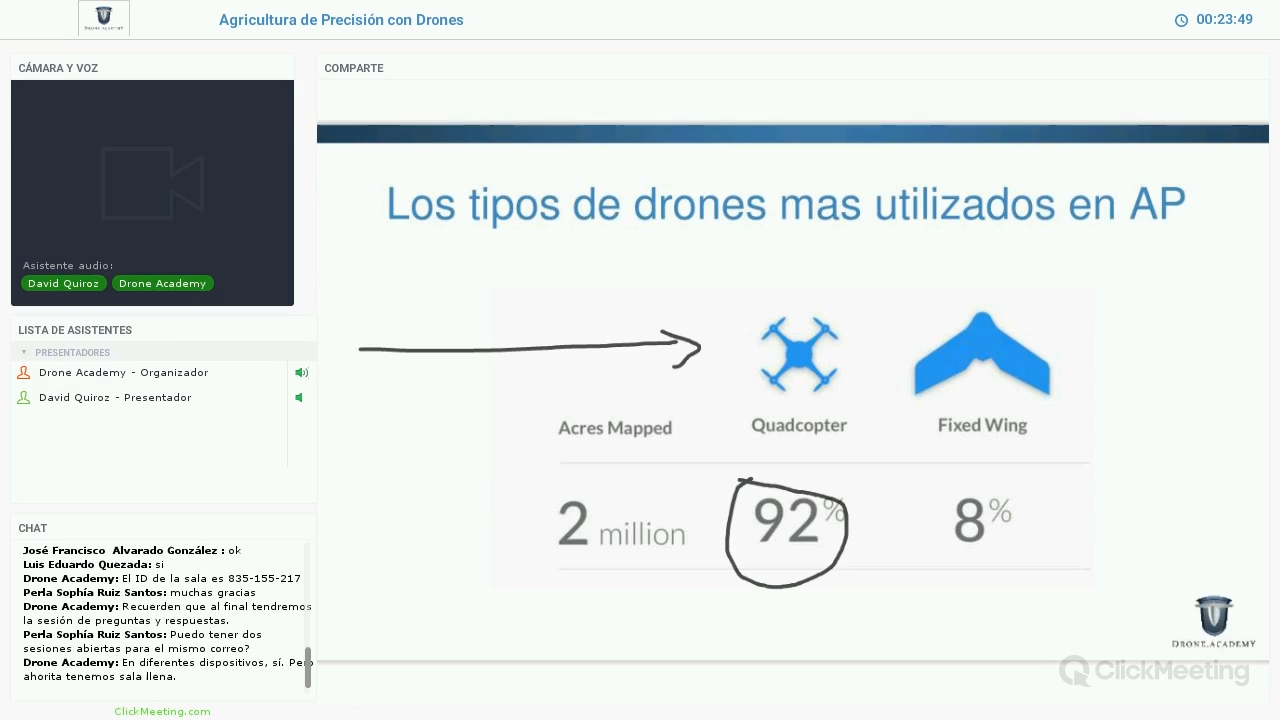 DRONE.ACADEMY
Agricultura de Precisión con Drones
00:23:49
CÁMARA Y VOZ
Asistente audio:
David Quiroz
Drone Academy
LISTA DE ASISTENTES
PRESENTADORES
Drone Academy - Organizador
David Quiroz - Presentador
CHAT
José Francisco Alvarado González : ok
Luis Eduardo Quezada: si
Drone Academy: El ID de la sala es 835-155-217
Perla Sophía Ruiz Santos: muchas gracias
Drone Academy: Recuerden que al final tendremos
la sesión de preguntas y respuestas.
Perla Sophía Ruiz Santos: Puedo tener dos
sesiones abiertas para el mismo correo?
Drone Academy: En diferentes dispositivos, sí. Pero
ahorita tenemos sala llena.
ClickMeeting.com
COMPARTE
Los tipos de drones mas utilizados en AP
Acres Mapped
Quadcopter
Fixed Wing
2 million
92%
8%
DRONE.ACADEMY
ClickMeeting